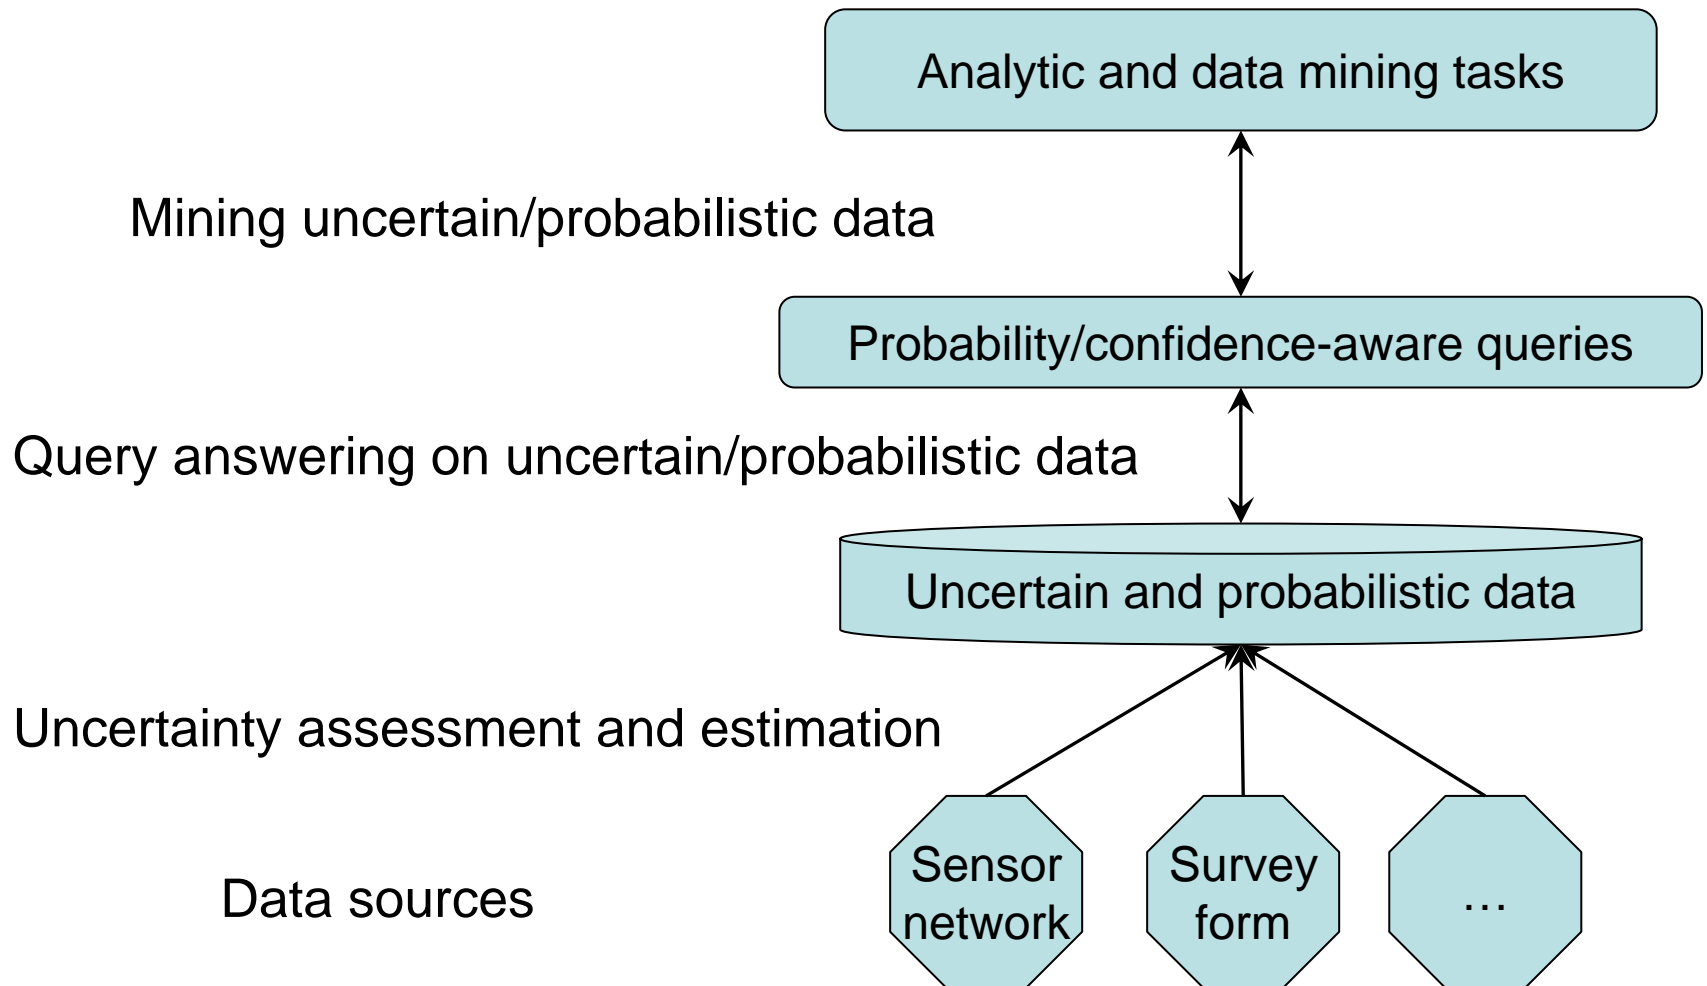 Analytic and data mining tasks
Mining uncertain/probabilistic data
Probability/confidence-aware queries
Query answering on uncertain/probabilistic data
Uncertain and probabilistic data
Uncertainty assessment and estimation
Data sources
Sensor
network
Survey
form
…